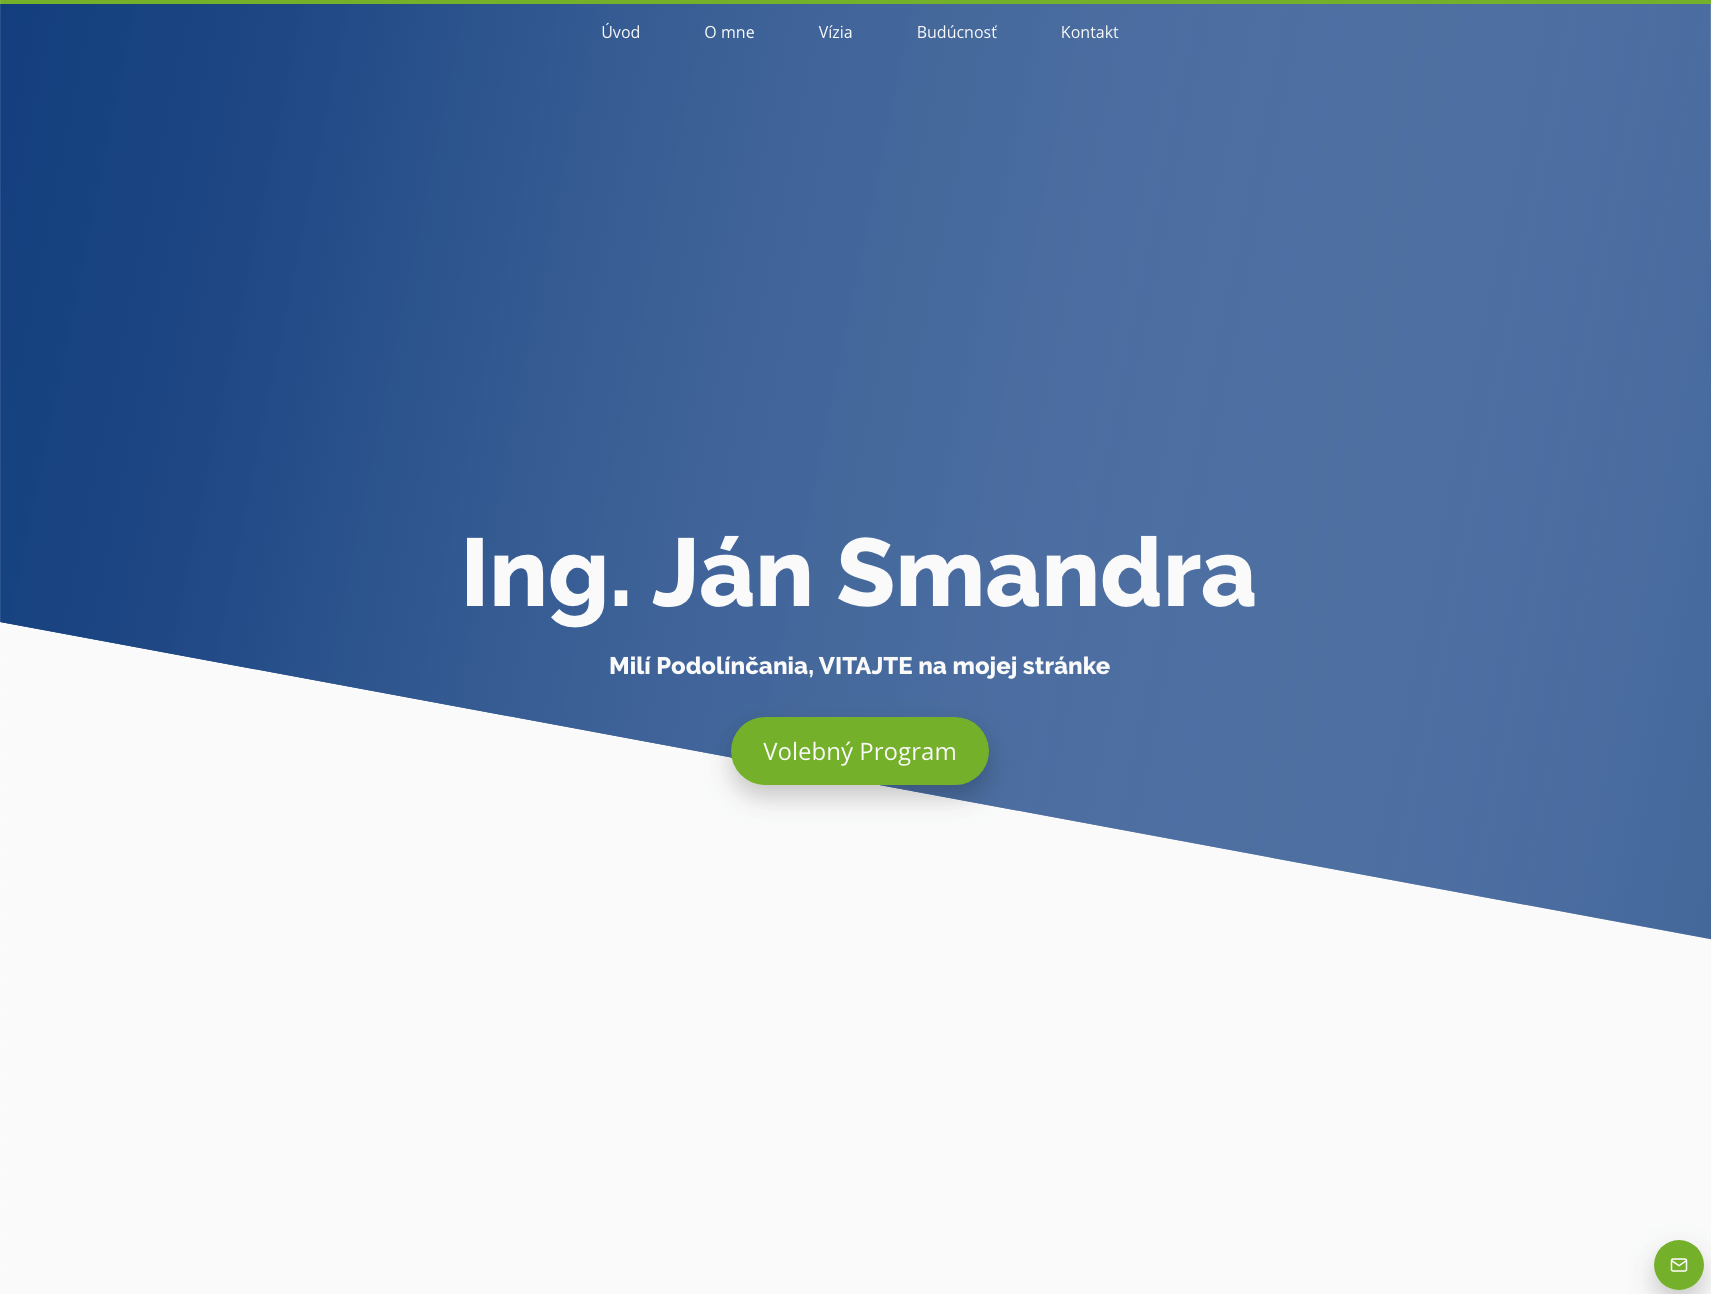 Úvod O mne Vízia Budúcnosť Kontakt
Ing. Ján Smandra
Milí Podolínčania, VITAJTE na mojej stránke
Volebný Program